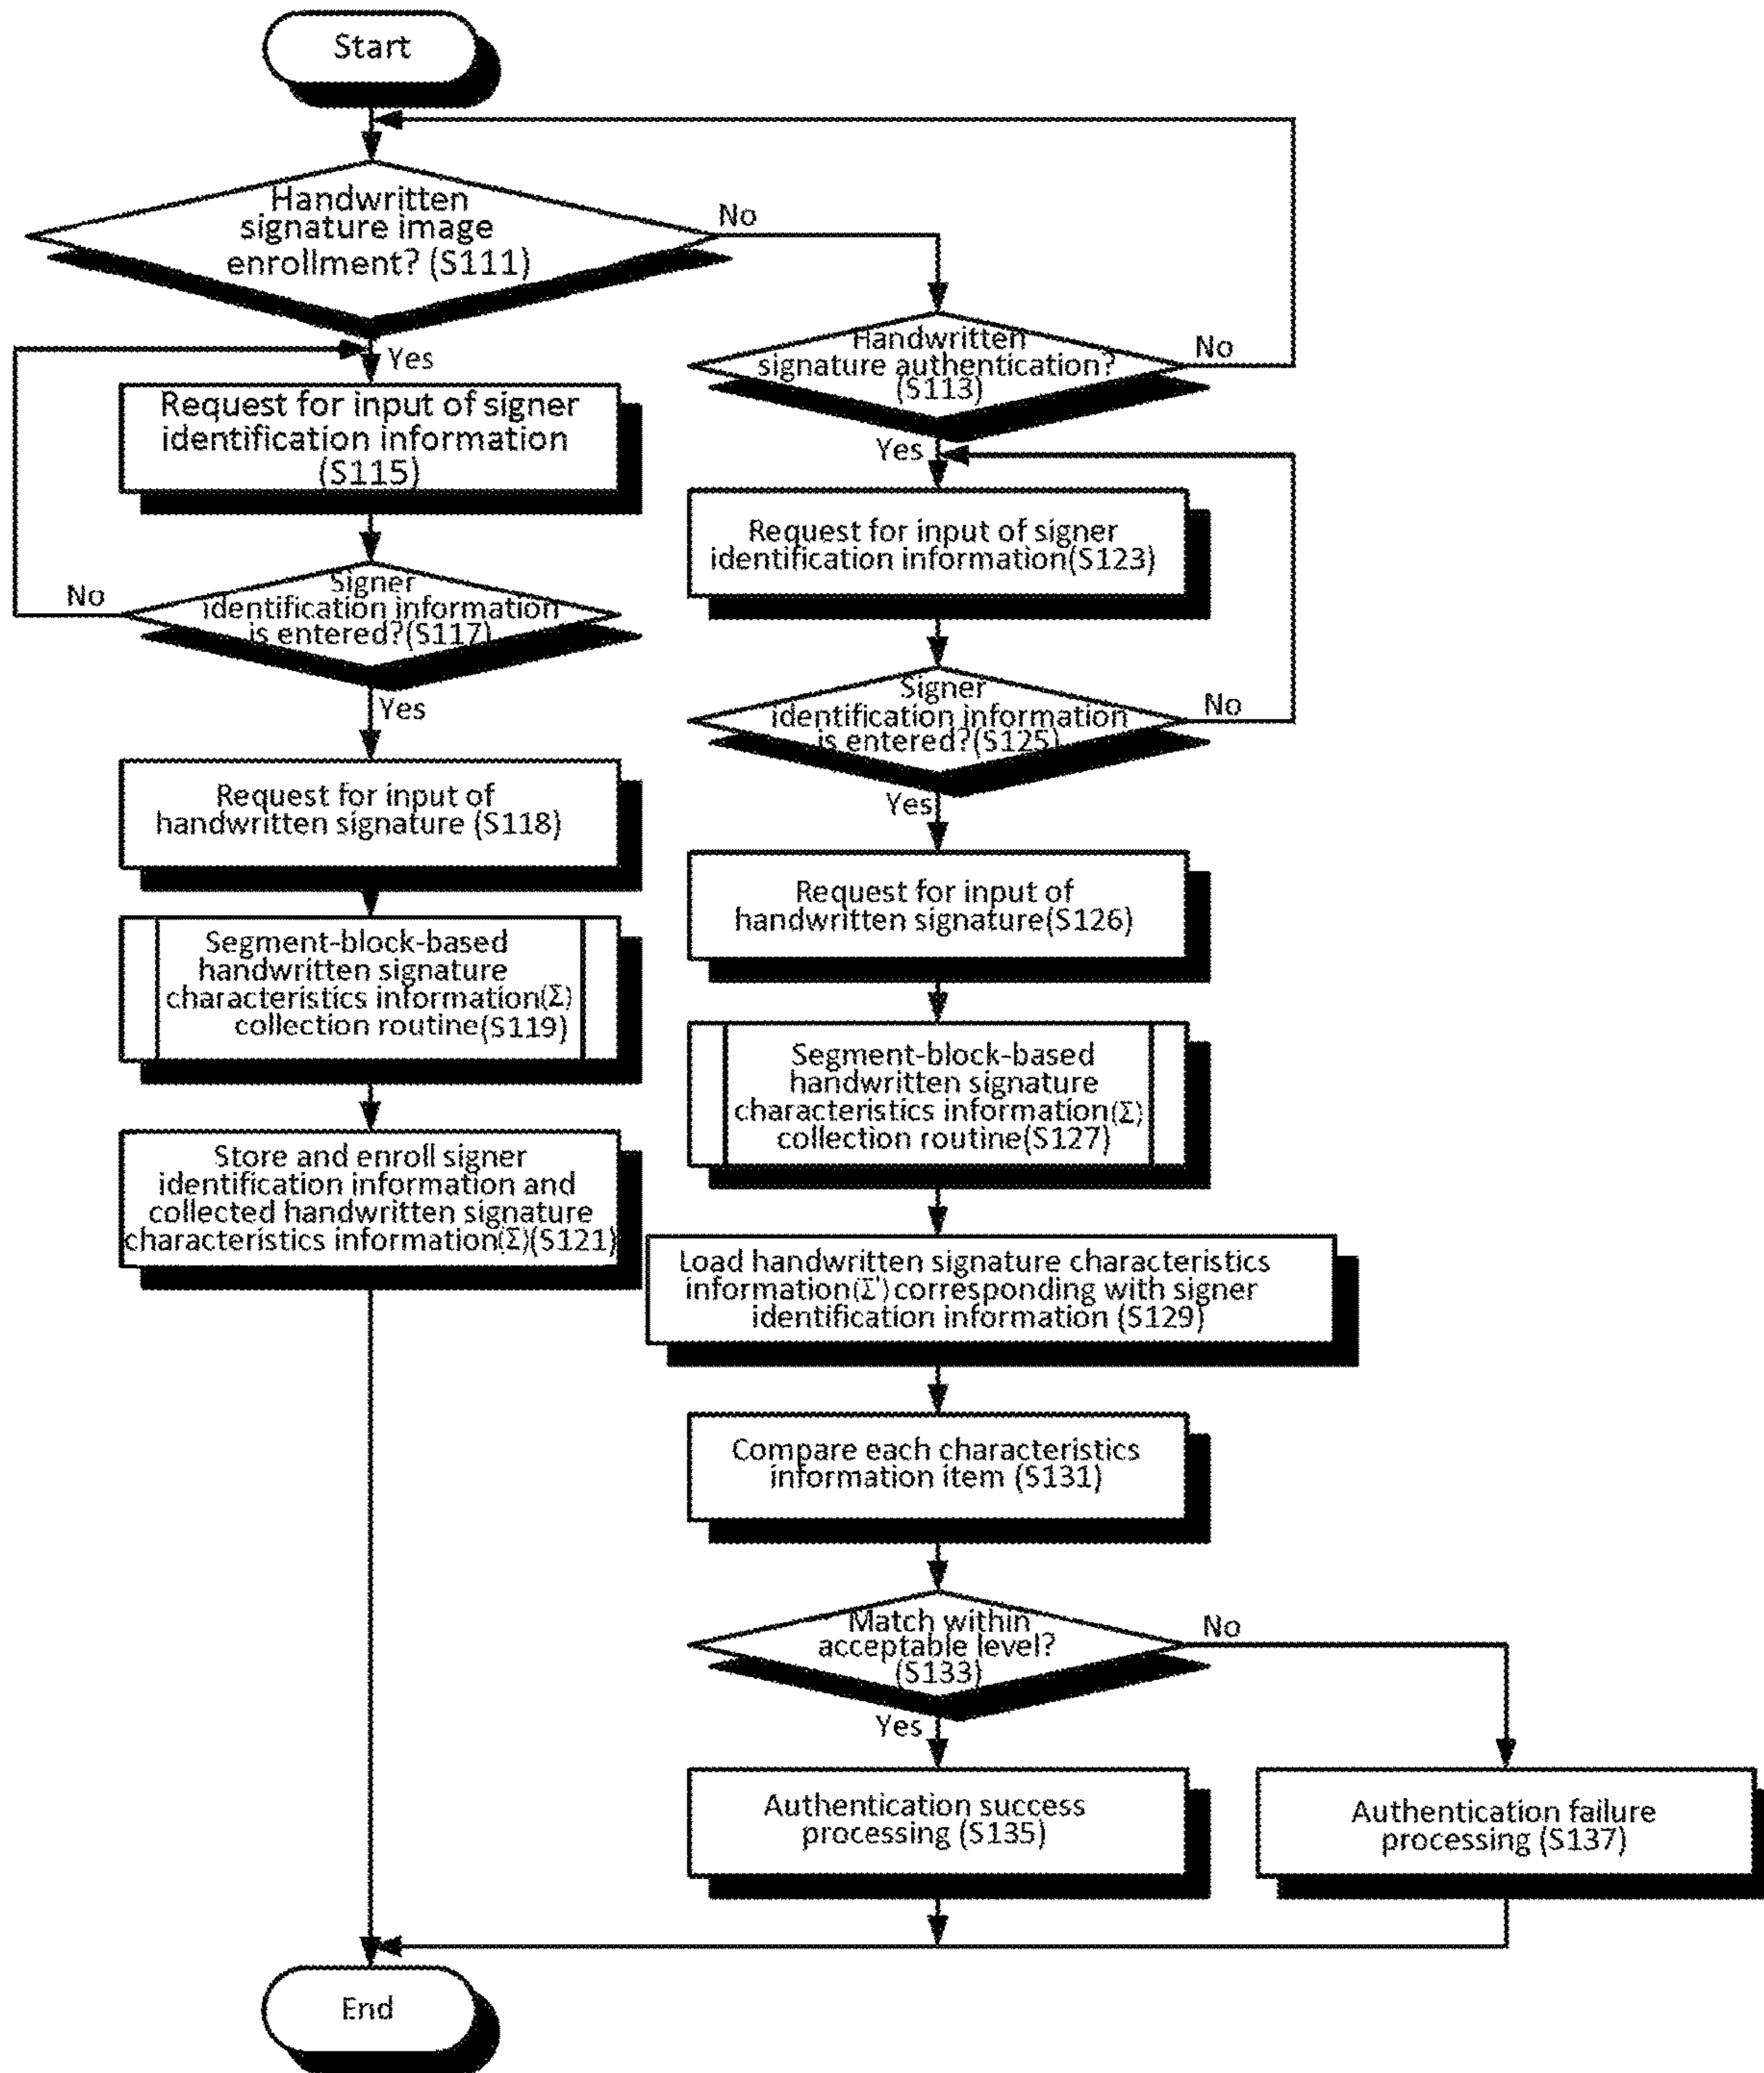 Start
Handwritten
signature image
enrollment? (S111)
No
Yes
Handwritten
signature authentication?
(S113)
No
Yes
Request for input of signer
identification information
(S115)
Signer
identification information
is entered?(S117)
No
Yes
Request for input of
handwritten signature (S118)
Segment-block-based
handwritten signature
characteristics information(Σ)
collection routine(S119)
Store and enroll signer
identification information and
collected handwritten signature
characteristics information(Σ)(S121)
Request for input of signer
identification information(S123)
Signer
identification information
is entered?(S125)
No
Yes
Request for input of
handwritten signature(S126)
Segment-block-based
handwritten signature
characteristics information(Σ)
collection routine(S127)
Load handwritten signature characteristics
information(Σ') corresponding with signer
identification information (S129)
Compare each characteristics
information item (S131)
Match within
acceptable level?
(S133)
No
Yes
Authentication success
processing (S135)
Authentication failure
processing (S137)
End